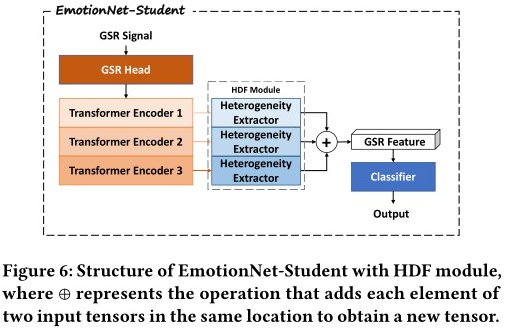 EmotionNet-Student
GSR Signal
GSR Head
HDF Module
Transformer Encoder 1
Heterogeneity
Extractor
Transformer Encoder 2
Heterogeneity
Extractor
+
GSR Feature
Transformer Encoder 3
Heterogeneity
Extractor
Classifier
Output
Figure 6: Structure of EmotionNet-Student with HDF module,
where ⊕ represents the operation that adds each element of
two input tensors in the same location to obtain a new tensor.